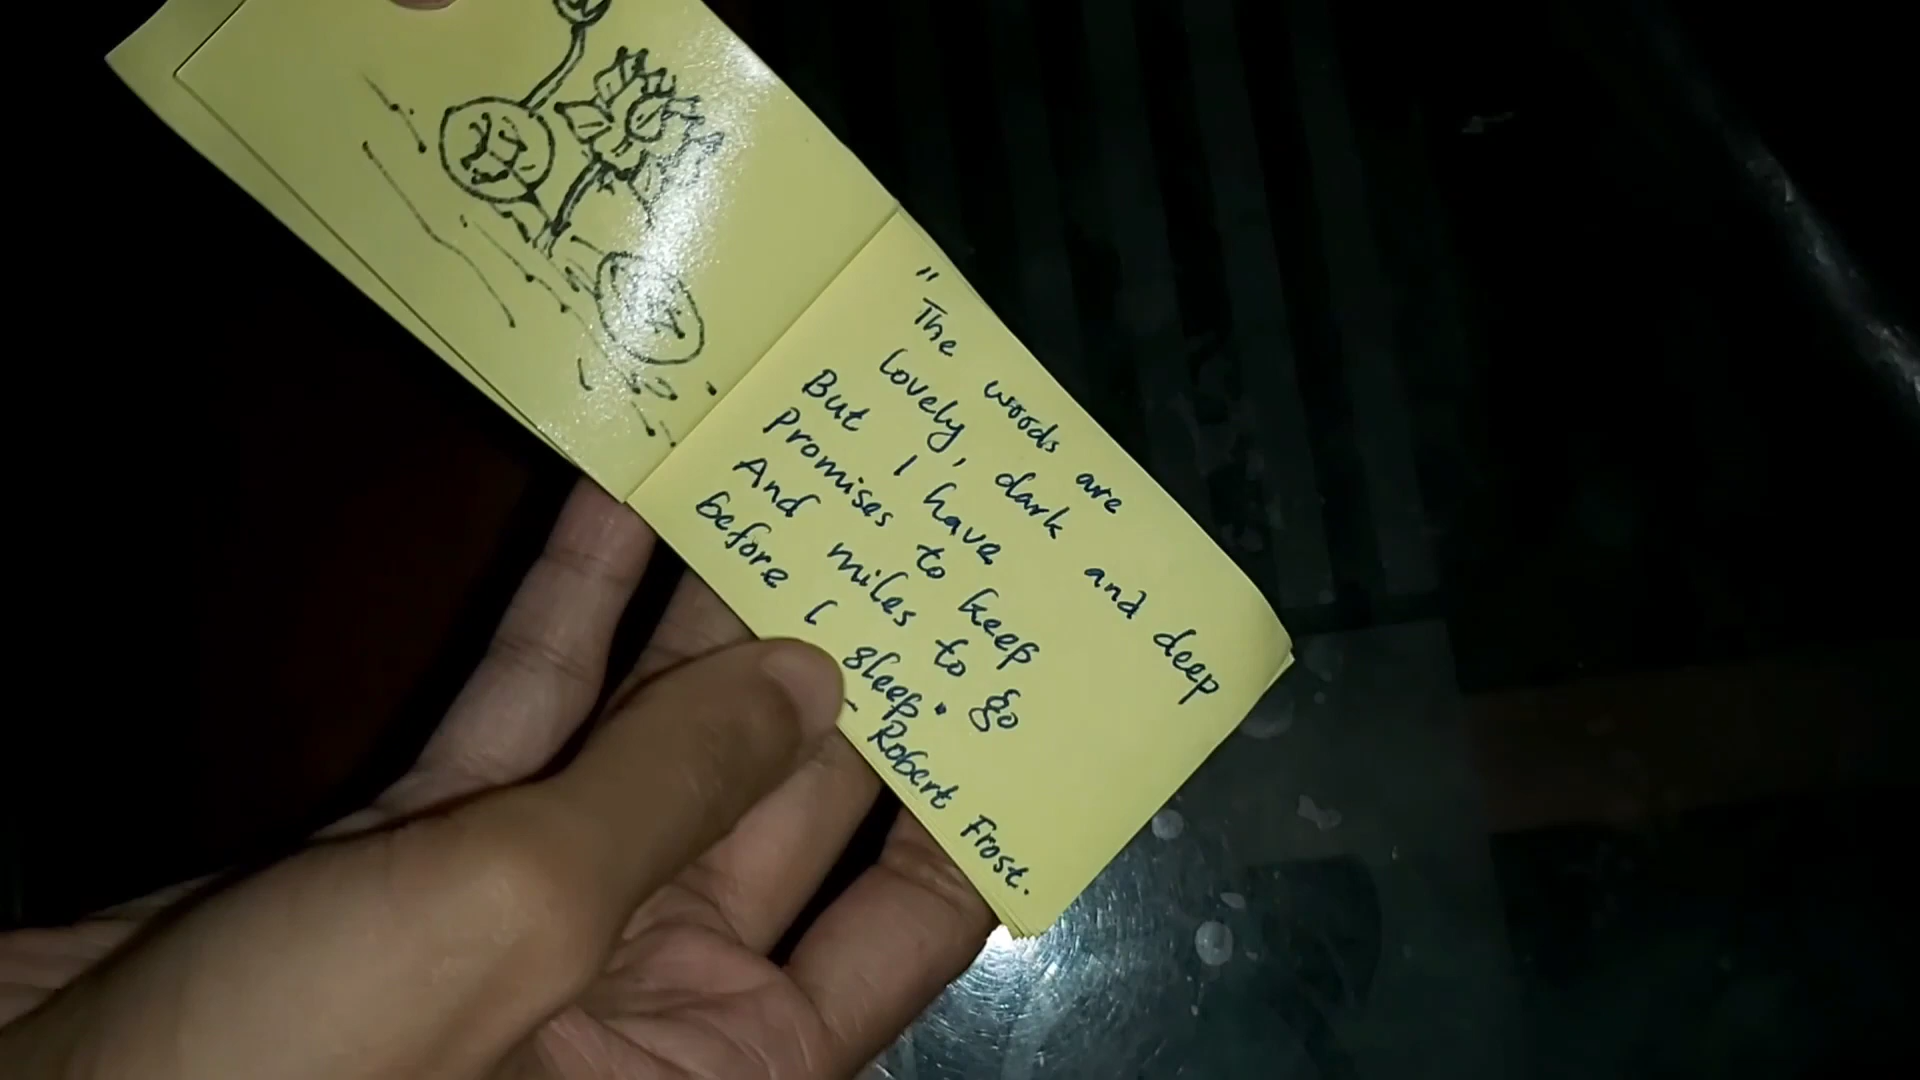 "
The woods are
lovely, dark and deep
But I have
Promises to keep
And miles to go
before I sleep.
– Robert Frost.